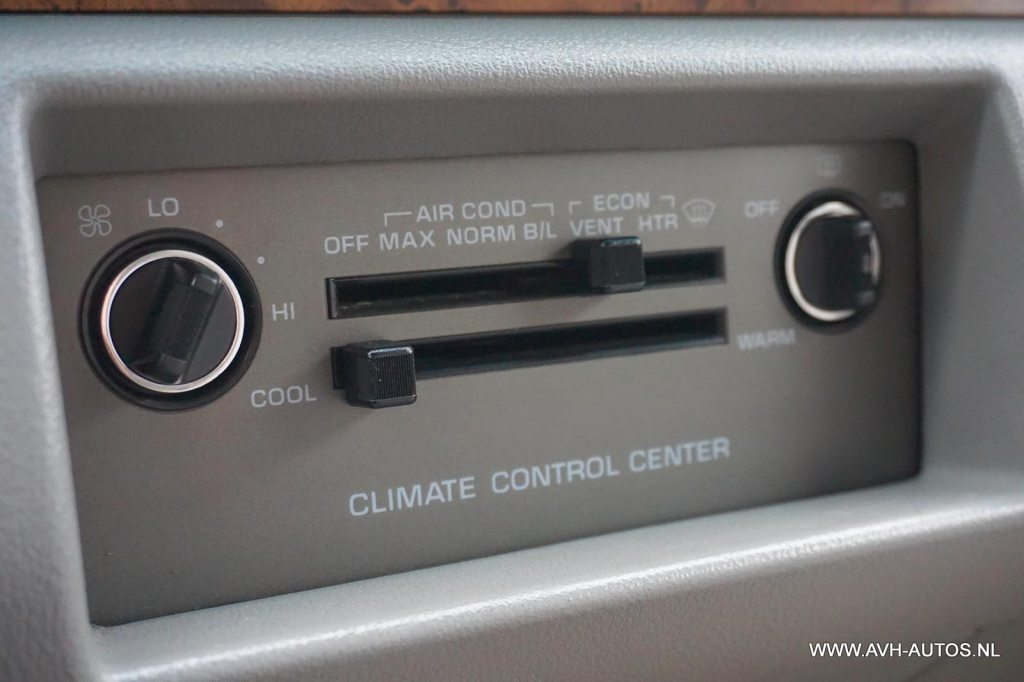 LO
AIR COND
ECON
OFF MAX NORM B/L VENT HTR
OFF
ON
HI
COOL
WARM
CLIMATE CONTROL CENTER
WWW.AVH-AUTOS.NL